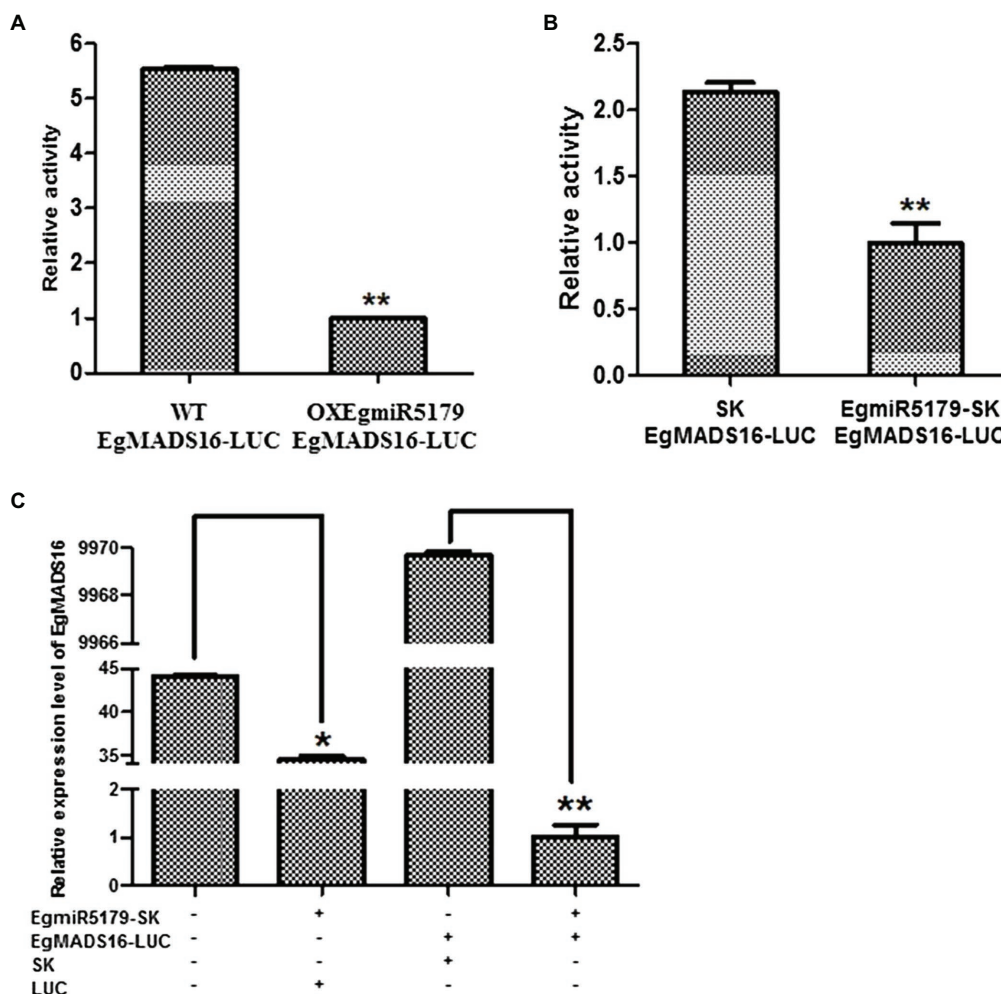 A
Relative activity
6
5
4
3
2
1
0
**
WT
EgMADS16-LUC
OXEgmiR5179
EgMADS16-LUC
B
Relative activity
2.5
2.0
1.5
1.0
0.5
0.0
**
SK
EgMADS16-LUC
EgmiR5179-SK
EgMADS16-LUC
C
Relative expression level of EgMADS16
9970
9968
9966
45
40
35
2
1
0
*
**
EgmiR5179-SK - + - +
EgMADS16-LUC - - + +
SK - - + -
LUC - + - -